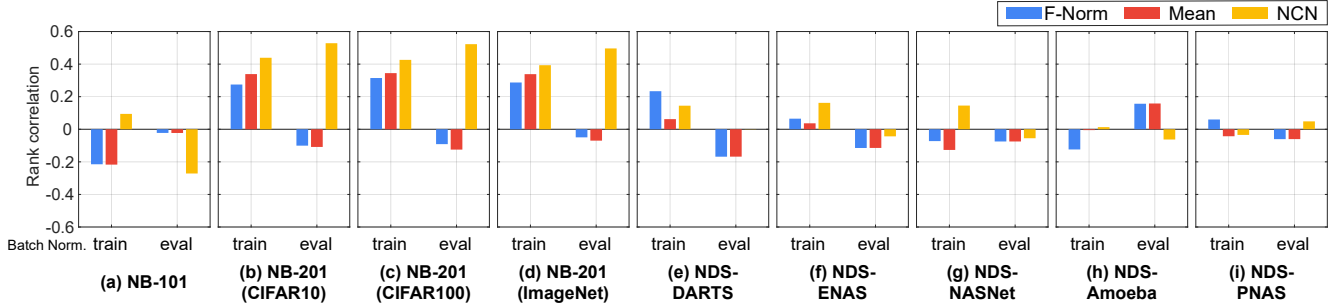 F-Norm Mean NCN
Rank correlation
0.6
0.4
0.2
0
-0.2
-0.4
-0.6
Batch Norm. train eval train eval train eval train eval train eval train eval train eval train eval train eval
(a) NB-101
(b) NB-201
(CIFAR10)
(c) NB-201
(CIFAR100)
(d) NB-201
(ImageNet)
(e) NDS-
DARTS
(f) NDS-
ENAS
(g) NDS-
NASNet
(h) NDS-
Amoeba
(i) NDS-
PNAS